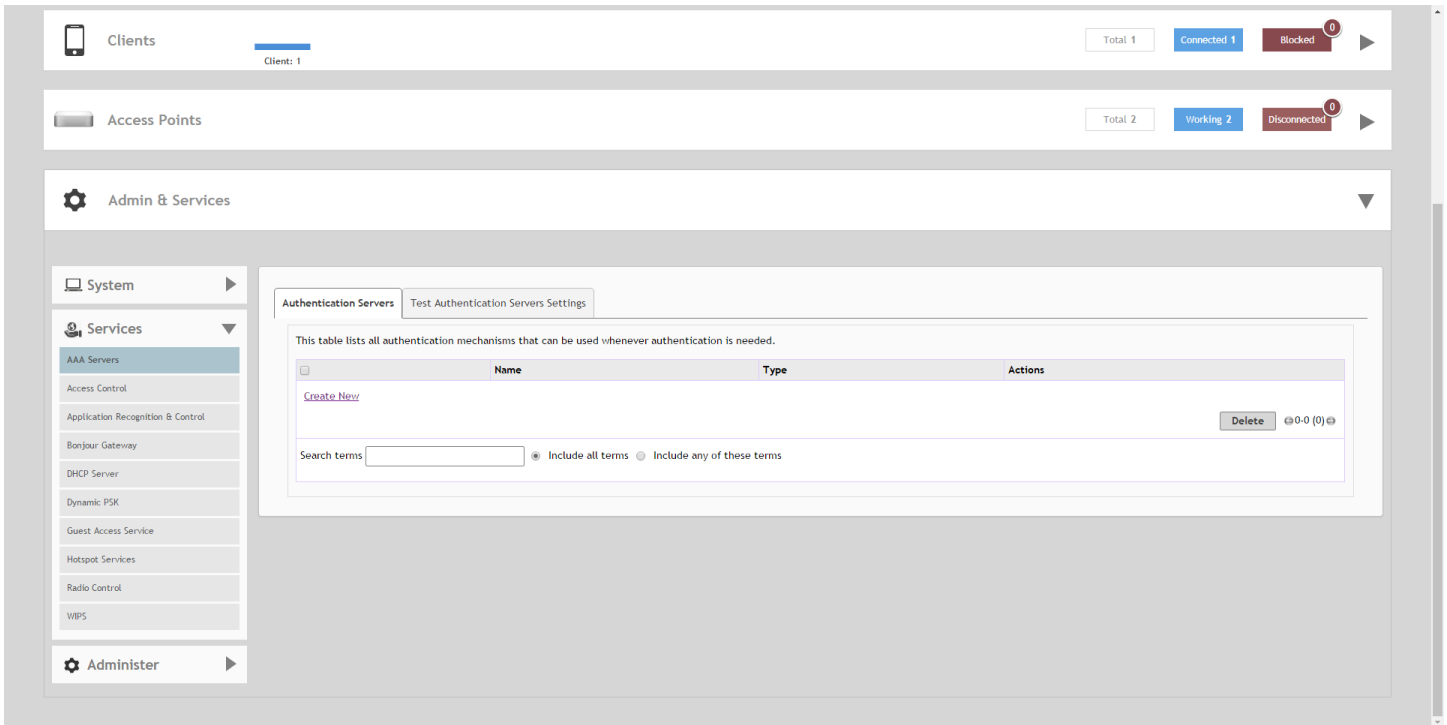 Clients
Client: 1
Total 1
Connected 1
Blocked
0
Access Points
Total 2
Working 2
Disconnected
0
Admin & Services
System
Services
AAA Servers
Access Control
Application Recognition & Control
Bonjour Gateway
DHCP Server
Dynamic PSK
Guest Access Service
Hotspot Services
Radio Control
WIPS
Administer
Authentication Servers
Test Authentication Servers Settings
This table lists all authentication mechanisms that can be used whenever authentication is needed.
Name Type Actions
Create New
Delete 0-0 (0)
Search terms Include all terms Include any of these terms